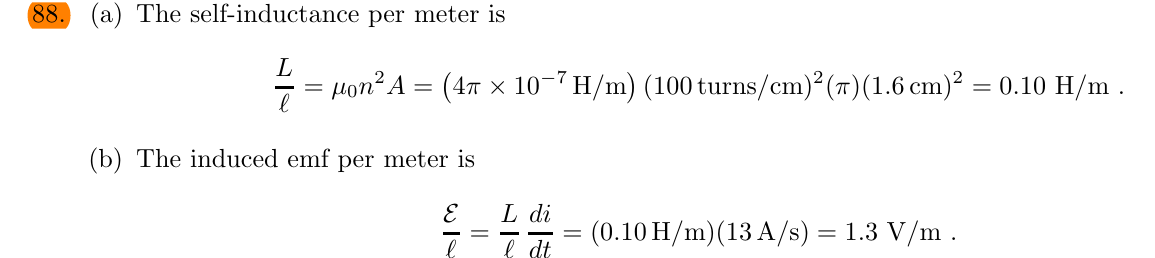 88. (a) The self-inductance per meter is
L/ℓ = μ₀n²A = (4π × 10⁻⁷ H/m) (100 turns/cm)²(π)(1.6 cm)² = 0.10 H/m .
(b) The induced emf per meter is
ℰ/ℓ = L/ℓ di/dt = (0.10 H/m)(13 A/s) = 1.3 V/m .